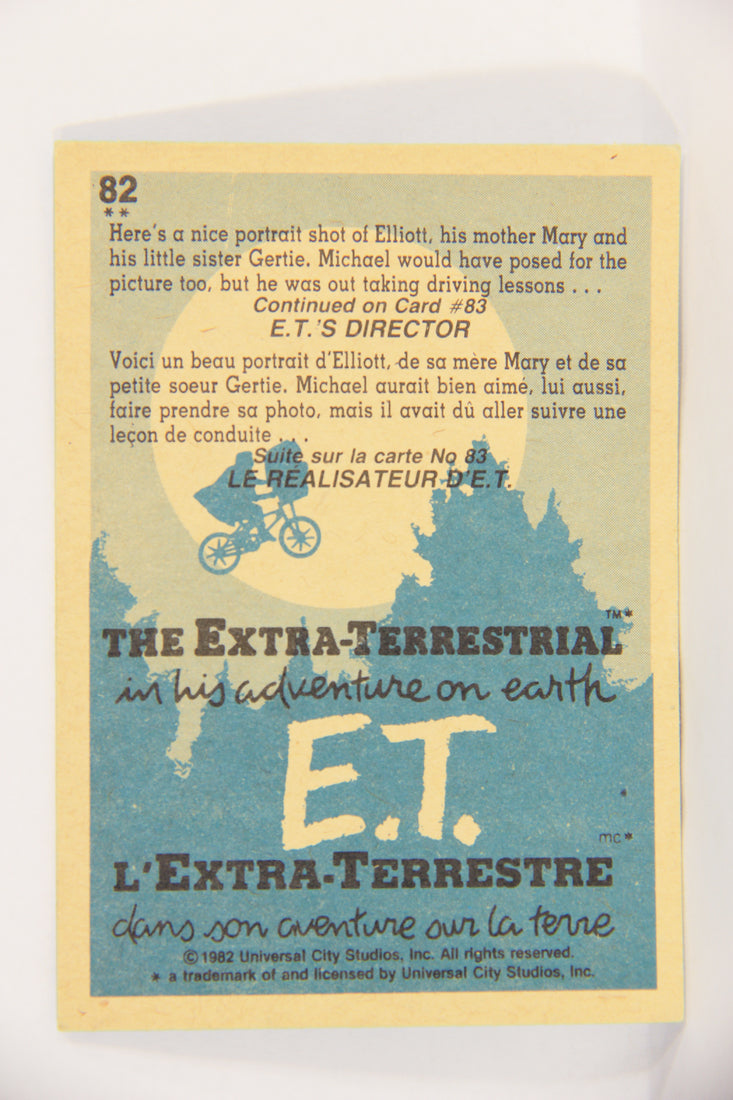 82
**
Here's a nice portrait shot of Elliott, his mother Mary and
his little sister Gertie. Michael would have posed for the
picture too, but he was out taking driving lessons . . .
Continued on Card #83
E.T.'S DIRECTOR
Voici un beau portrait d'Elliott, de sa mère Mary et de sa
petite soeur Gertie. Michael aurait bien aimé, lui aussi,
faire prendre sa photo, mais il avait dû aller suivre une
leçon de conduite . . .
Suite sur la carte No 83
LE RÉALISATEUR D'E.T.
THE EXTRA-TERRESTRIAL™*
in his adventure on earth
E.T.
mc*
L'EXTRA-TERRESTRE
dans son aventure sur la terre
©1982 Universal City Studios, Inc. All rights reserved.
* a trademark of and licensed by Universal City Studios, Inc.